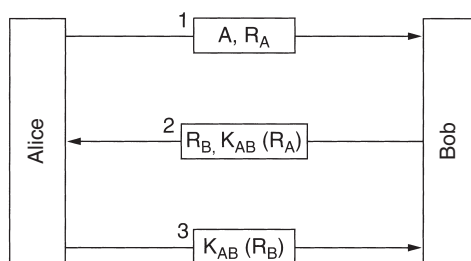 Alice
1
A, R_A
2
R_B, K_AB (R_A)
3
K_AB (R_B)
Bob